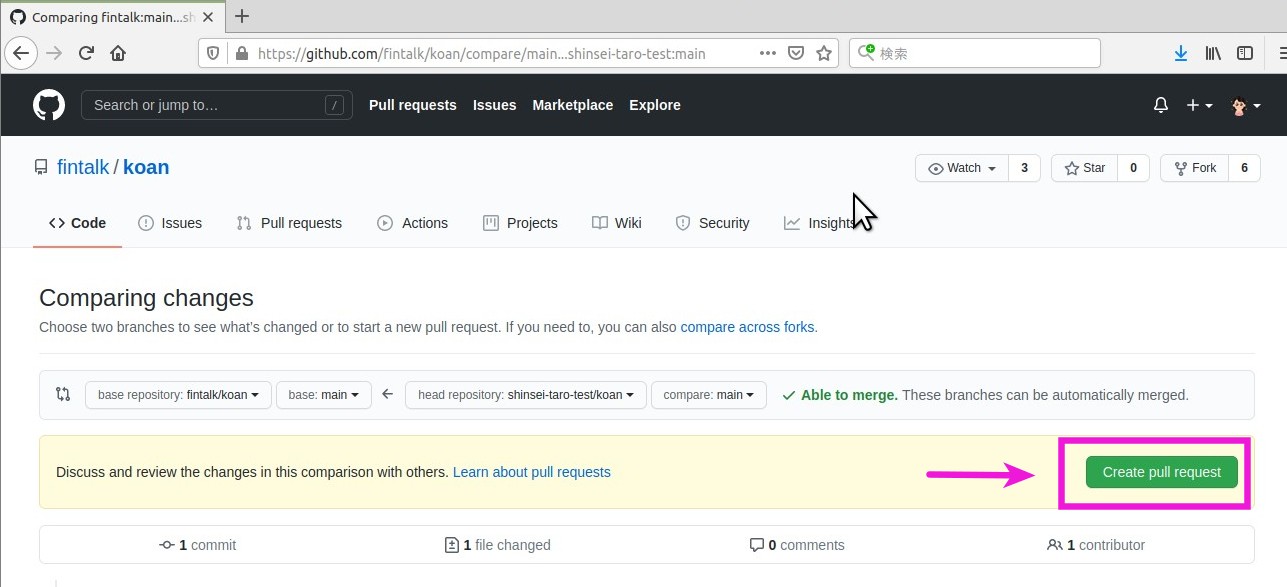 Comparing fintalk:main...sh
https://github.com/fintalk/koan/compare/main...shinsei-taro-test:main
検索
Search or jump to… /
Pull requests Issues Marketplace Explore
fintalk / koan
Watch 3 Star 0 Fork 6
Code Issues Pull requests Actions Projects Wiki Security Insights
Comparing changes
Choose two branches to see what's changed or to start a new pull request. If you need to, you can also compare across forks.
base repository: fintalk/koan base: main head repository: shinsei-taro-test/koan compare: main Able to merge. These branches can be automatically merged.
Discuss and review the changes in this comparison with others. Learn about pull requests Create pull request
1 commit 1 file changed 0 comments 1 contributor